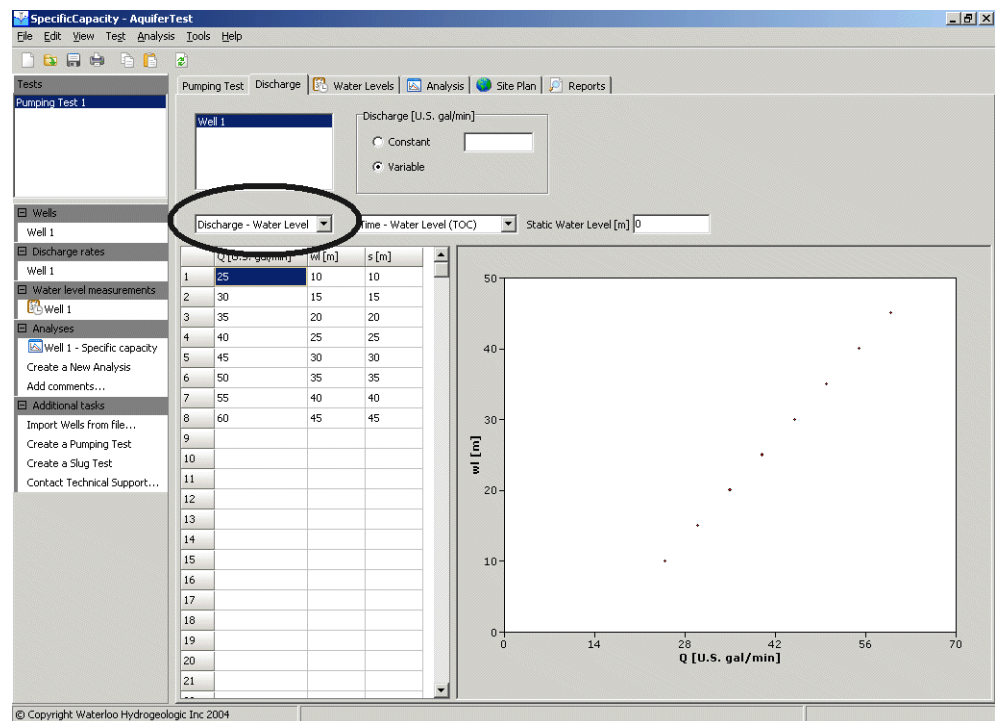 SpecificCapacity - AquiferTest
File Edit View Test Analysis Tools Help
Tests
Pumping Test 1
Pumping Test Discharge Water Levels Analysis Site Plan Reports
Well 1
Discharge [U.S. gal/min]
Constant
Variable
Discharge - Water Level
Time - Water Level (TOC)
Static Water Level [m] 0
Wells
Well 1
Discharge rates
Well 1
Water level measurements
Well 1
Analyses
Well 1 - Specific capacity
Create a New Analysis
Add comments...
Additional tasks
Import Wells from file...
Create a Pumping Test
Create a Slug Test
Contact Technical Support...
Q [U.S. gal/min] wl [m] s [m]
1 25 10 10
2 30 15 15
3 35 20 20
4 40 25 25
5 45 30 30
6 50 35 35
7 55 40 40
8 60 45 45
9
10
11
12
13
14
15
16
17
18
19
20
21
50
40
30
20
10
0
wl [m]
0 14 28 42 56 70
Q [U.S. gal/min]
© Copyright Waterloo Hydrogeologic Inc 2004